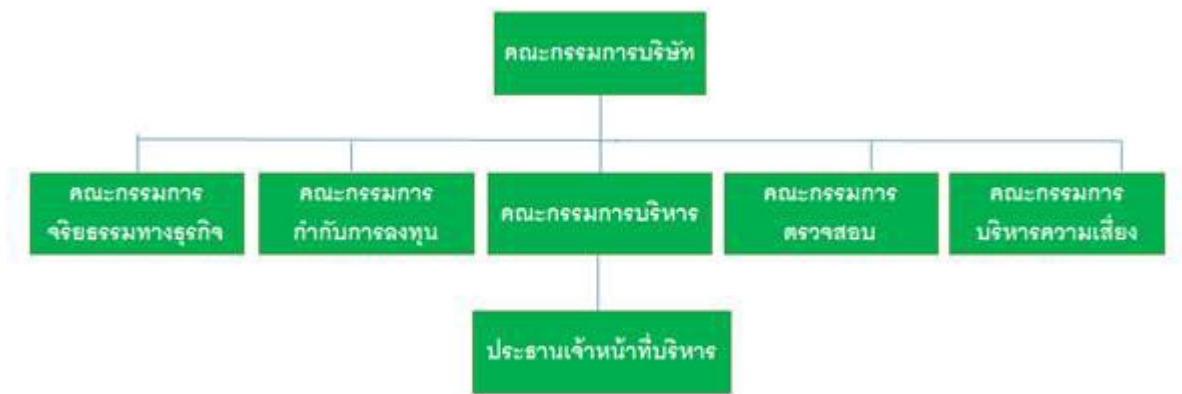 คณะกรรมการบริษัท
คณะกรรมการ
จริยธรรมทางธุรกิจ
คณะกรรมการ
กำกับการลงทุน
คณะกรรมการบริหาร
คณะกรรมการ
ตรวจสอบ
คณะกรรมการ
บริหารความเสี่ยง
ประธานเจ้าหน้าที่บริหาร